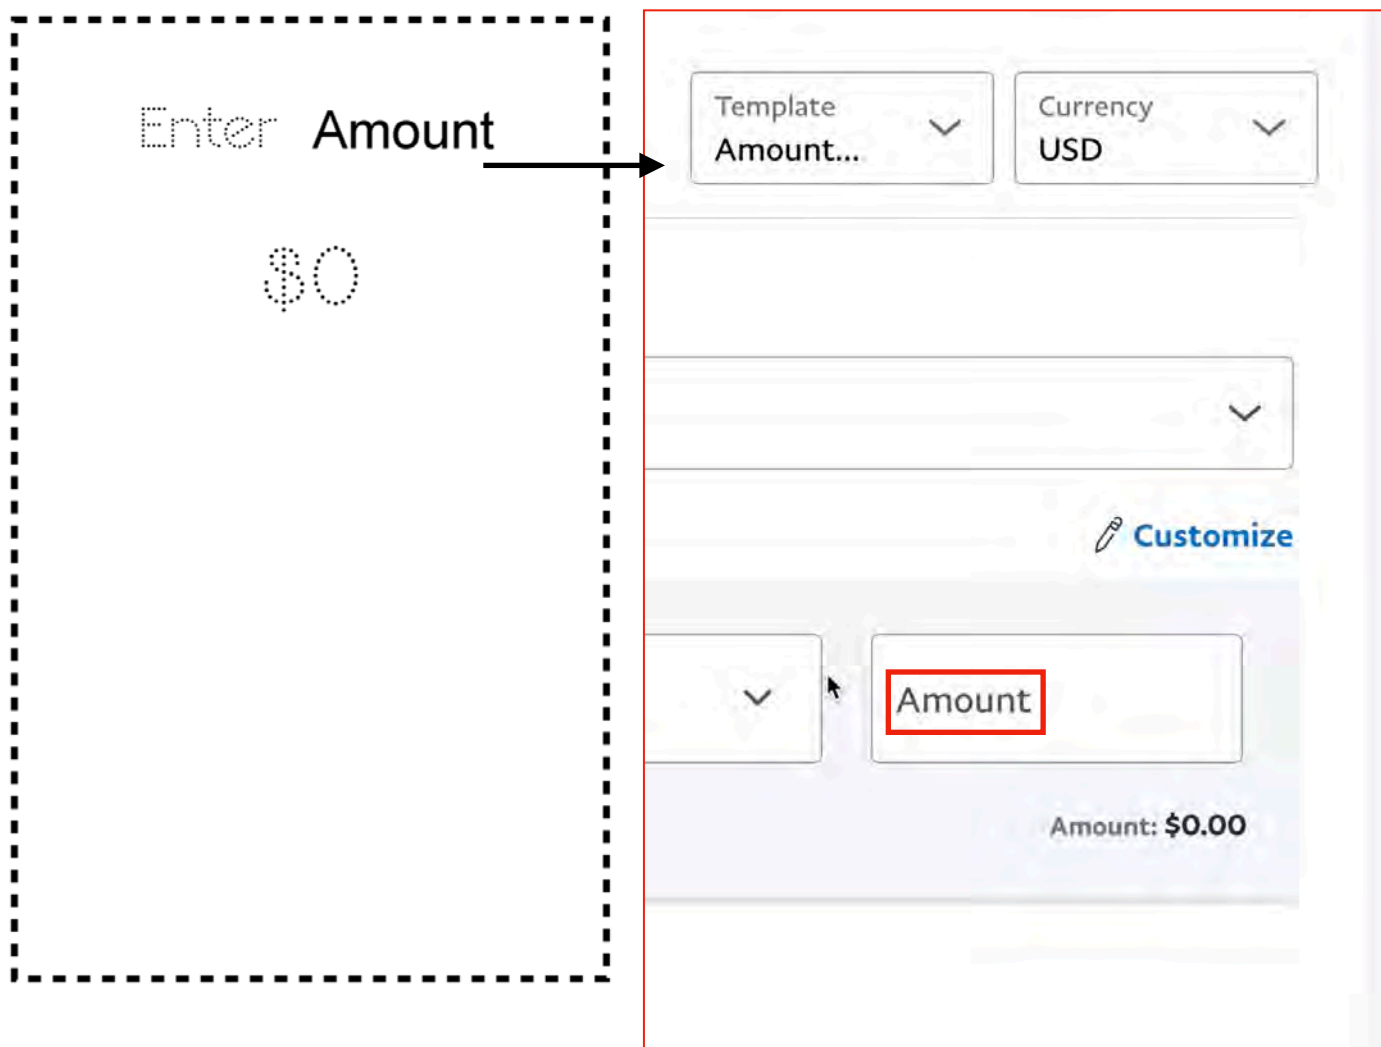 Enter Amount
$0
Template
Amount...
Currency
USD
Customize
Amount
Amount: $0.00